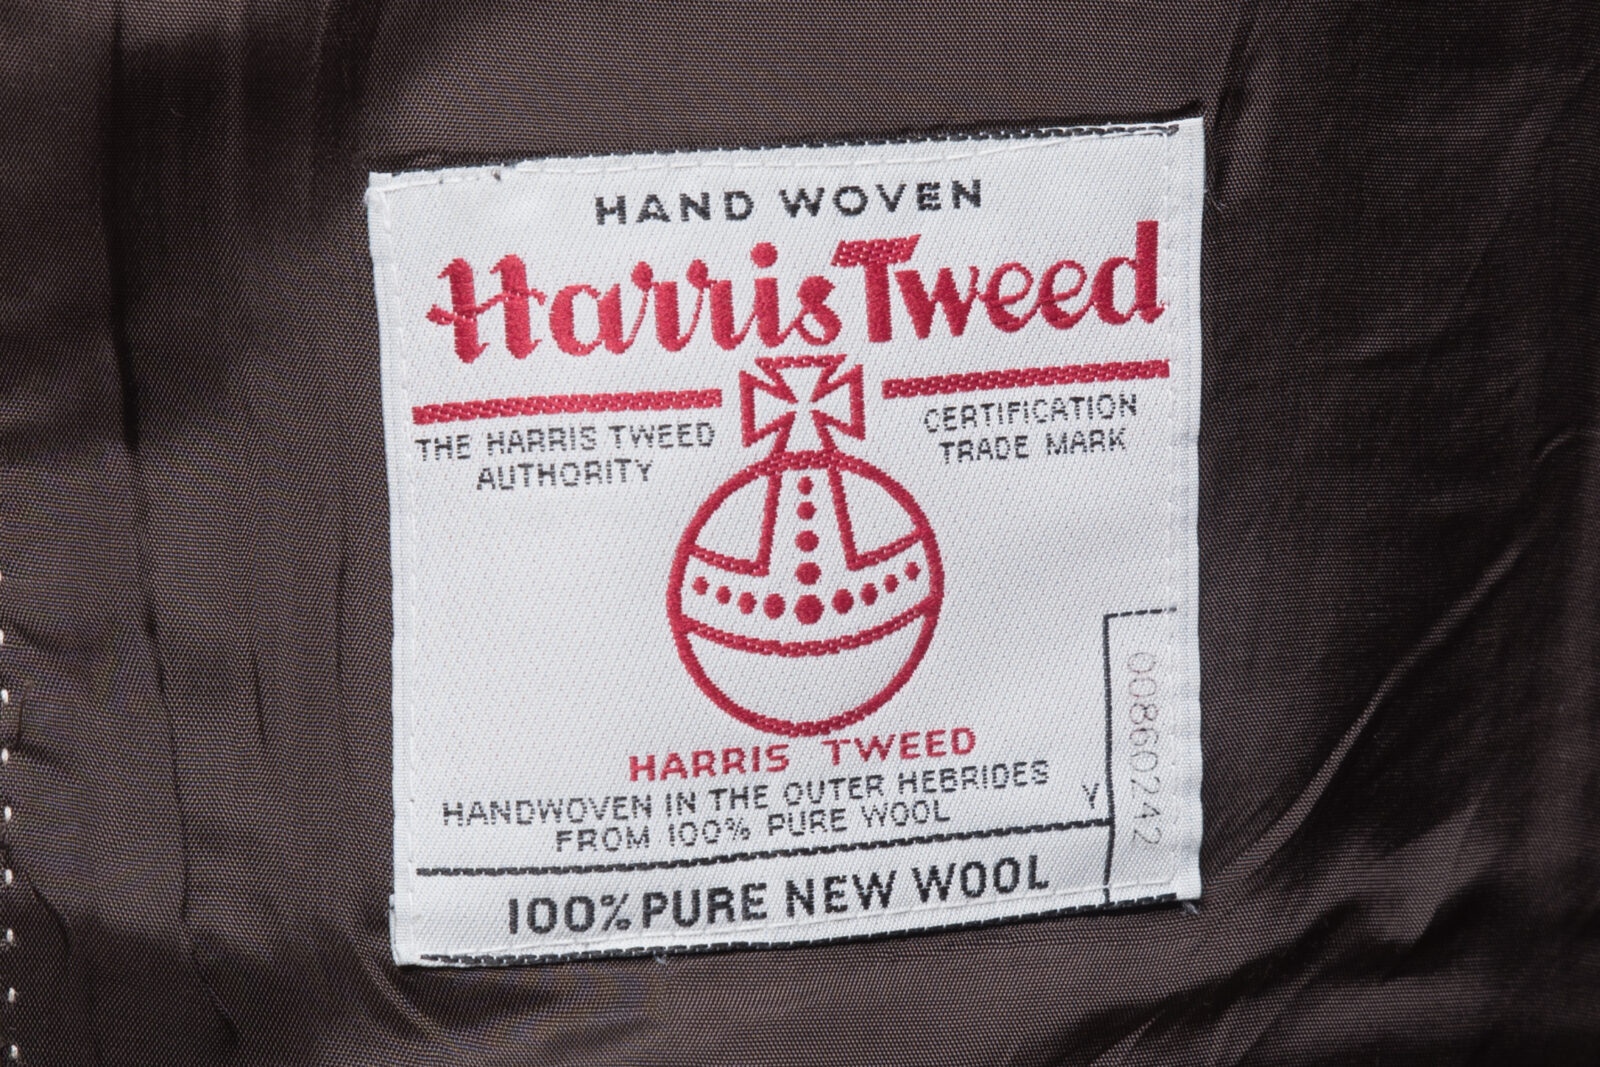 HAND WOVEN
Harris Tweed
THE HARRIS TWEED
AUTHORITY
CERTIFICATION
TRADE MARK
HARRIS TWEED
HANDWOVEN IN THE OUTER HEBRIDES
FROM 100% PURE WOOL
Y
008602442
100% PURE NEW WOOL